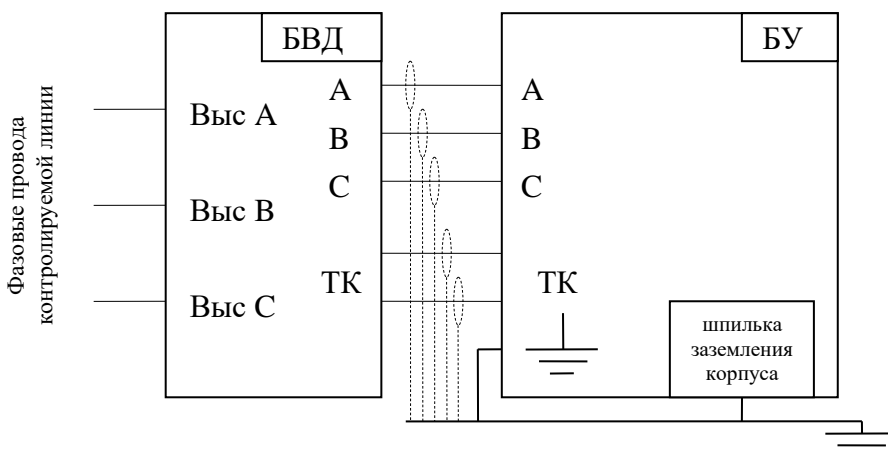 БВД
БУ
Фазовые провода
контролируемой линии
Выс А
Выс В
Выс С
А
В
С
ТК
А
В
С
ТК
шпилька
заземления
корпуса